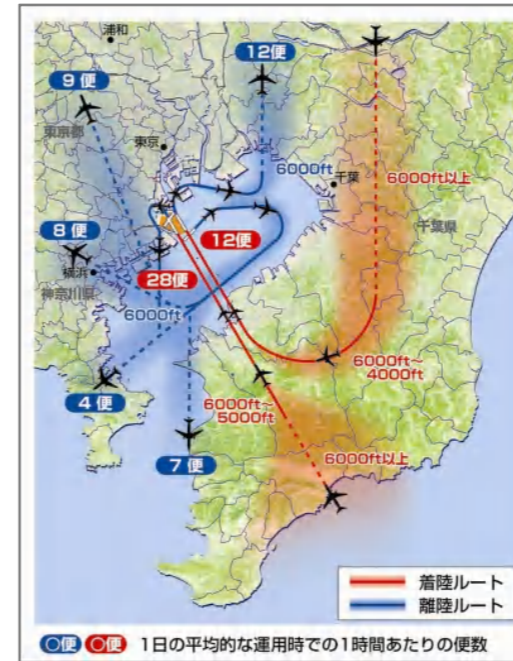 浦和
12便
9便
東京都
東京
6000ft
千葉
6000ft以上
千葉県
8便
12便
横浜
28便
神奈川県
6000ft
6000ft～
4000ft
4便
6000ft～
5000ft
7便
6000ft以上
着陸ルート
離陸ルート
○便 ○便 1日の平均的な運用時での1時間あたりの便数